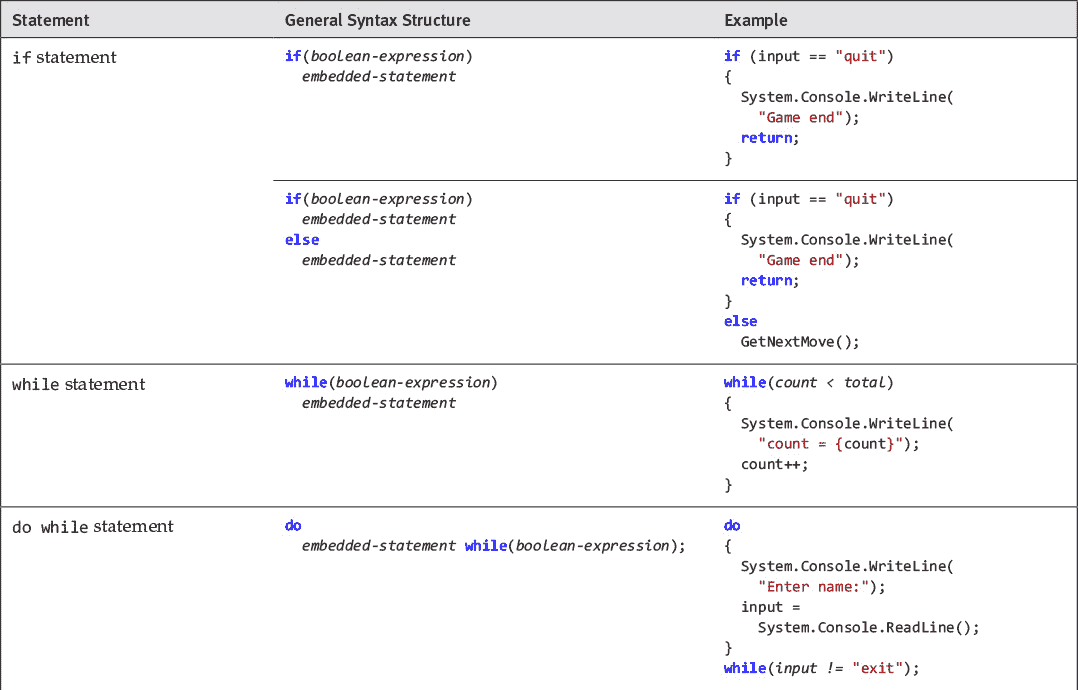 Statement General Syntax Structure Example
if statement
if(boolean-expression)
embedded-statement
if (input == "quit")
{
System.Console.WriteLine(
"Game end");
return;
}
if(boolean-expression)
embedded-statement
else
embedded-statement
if (input == "quit")
{
System.Console.WriteLine(
"Game end");
return;
}
else
GetNextMove();
while statement
while(boolean-expression)
embedded-statement
while(count < total)
{
System.Console.WriteLine(
"count = {count}");
count++;
}
do while statement
do
embedded-statement while(boolean-expression);
do
{
System.Console.WriteLine(
"Enter name:");
input =
System.Console.ReadLine();
}
while(input != "exit");